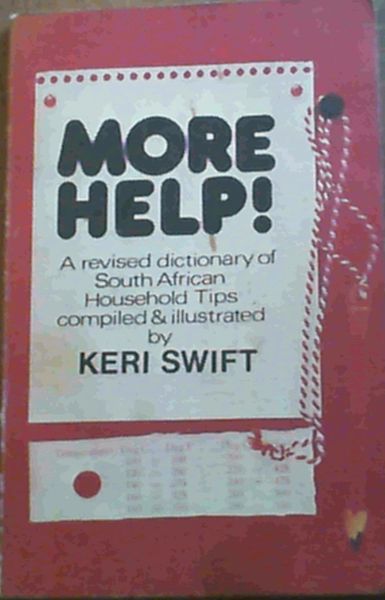 MORE
HELP!
A revised dictionary of
South African
Household Tips
compiled & illustrated
by
KERI SWIFT